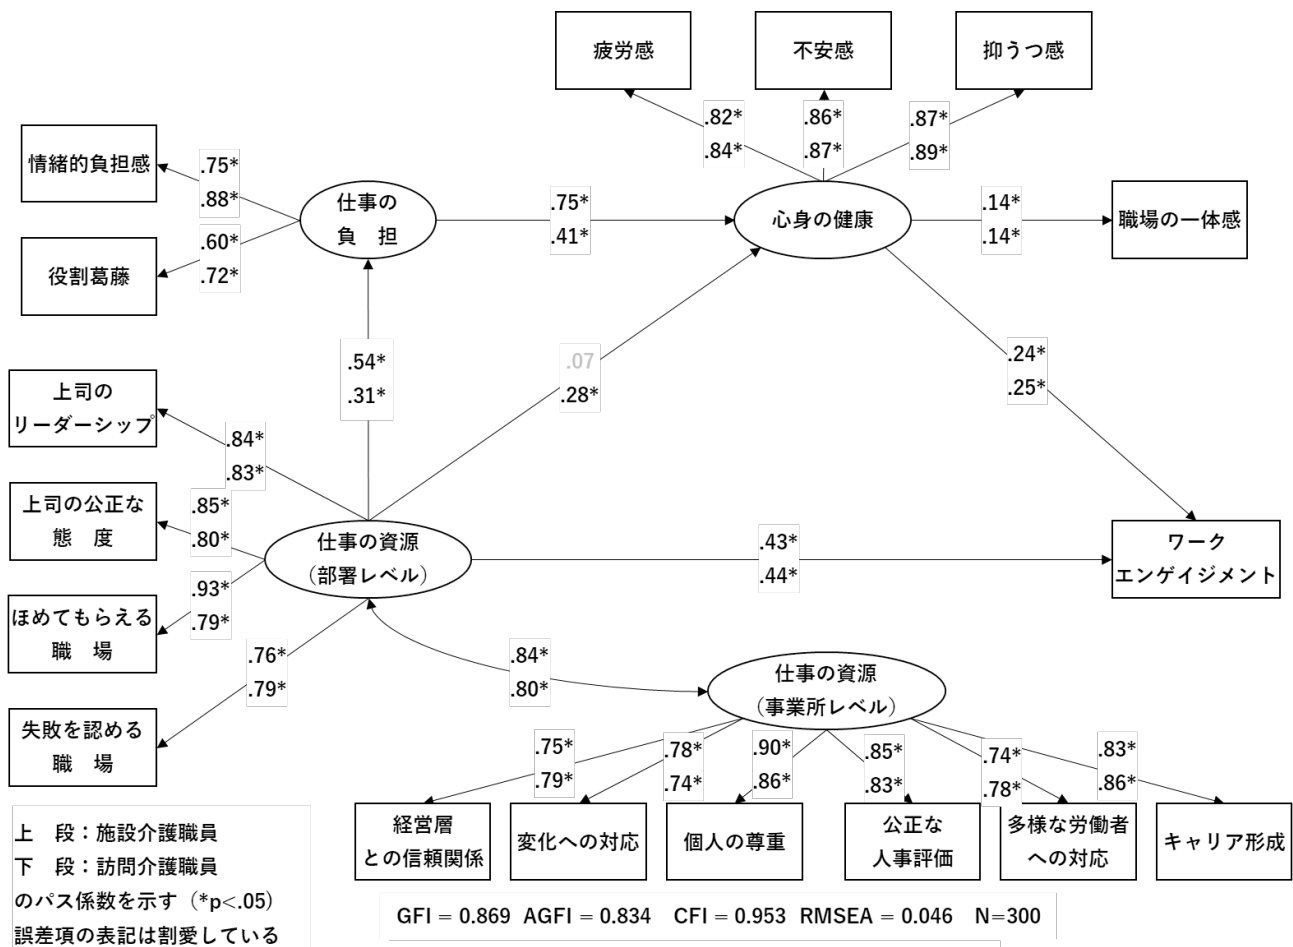 疲労感
不安感
抑うつ感
.82*
.84*
.86*
.87*
.87*
.89*
情緒的負担感
.75*
.88*
役割葛藤
.60*
.72*
仕事の
負　担
.75*
.41*
心身の健康
.14*
.14*
職場の一体感
.54*
.31*
.07
.28*
.24*
.25*
上司の
リーダーシップ
.84*
.83*
上司の公正な
態　度
.85*
.80*
仕事の資源
（部署レベル）
.43*
.44*
ワーク
エンゲイジメント
ほめてもらえる
職　場
.93*
.79*
失敗を認める
職　場
.76*
.79*
.84*
.80*
仕事の資源
（事業所レベル）
.75*
.79*
.78*
.74*
.90*
.86*
.85*
.83*
.74*
.78*
.83*
.86*
経営層
との信頼関係
変化への対応
個人の尊重
公正な
人事評価
多様な労働者
への対応
キャリア形成
上　段：施設介護職員
下　段：訪問介護職員
のパス係数を示す（*p<.05）
誤差項の表記は割愛している
GFI = 0.869 AGFI = 0.834 CFI = 0.953 RMSEA = 0.046 N=300